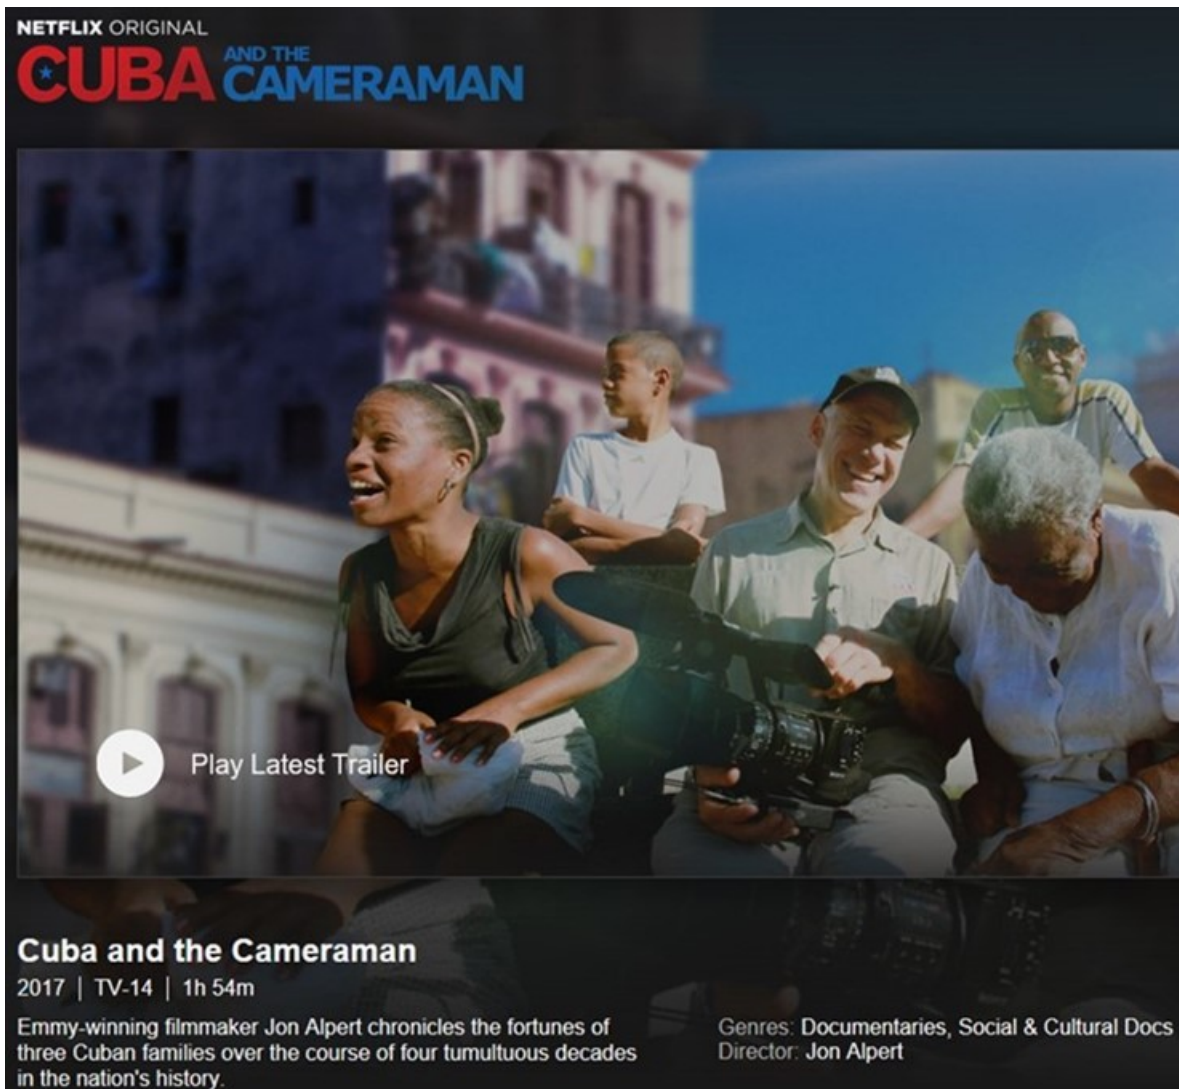 NETFLIX ORIGINAL
CUBA AND THE CAMERAMAN
Play Latest Trailer
Cuba and the Cameraman
2017 | TV-14 | 1h 54m
Emmy-winning filmmaker Jon Alpert chronicles the fortunes of
three Cuban families over the course of four tumultuous decades
in the nation's history.
Genres: Documentaries, Social & Cultural Docs
Director: Jon Alpert